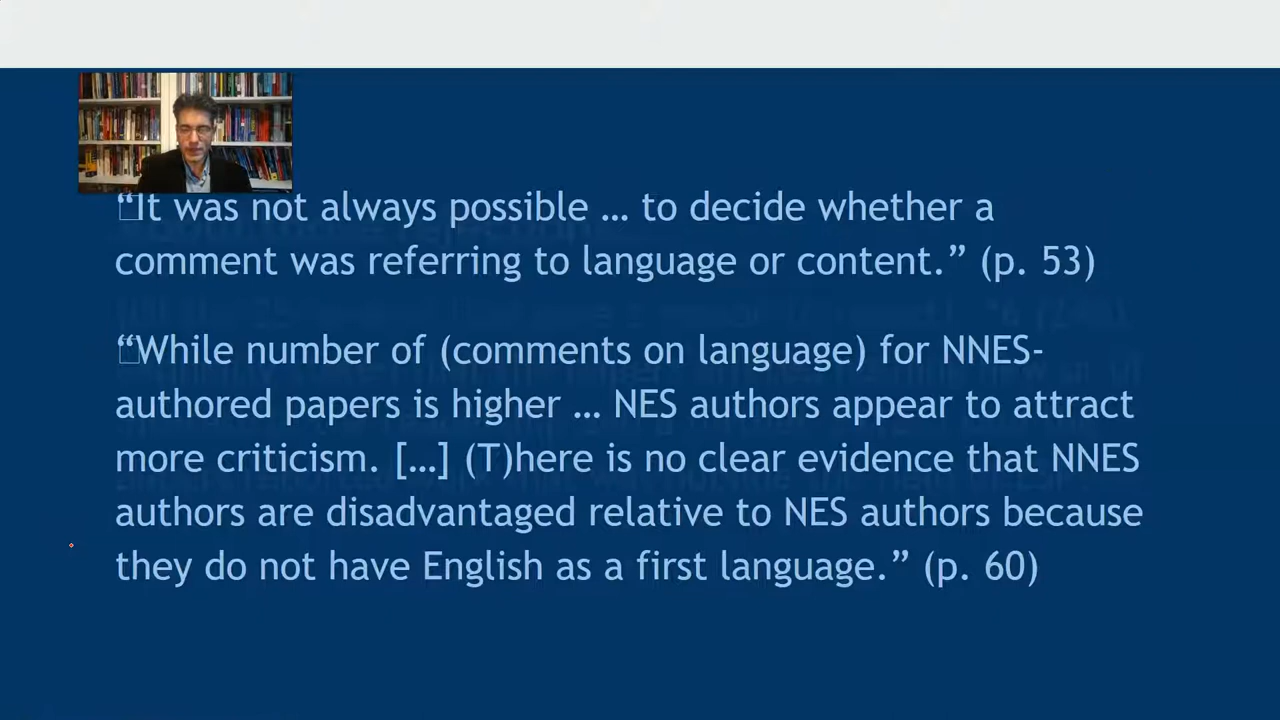 “It was not always possible … to decide whether a
comment was referring to language or content.” (p. 53)
“While number of (comments on language) for NNES-
authored papers is higher … NES authors appear to attract
more criticism. […] (T)here is no clear evidence that NNES
authors are disadvantaged relative to NES authors because
they do not have English as a first language.” (p. 60)